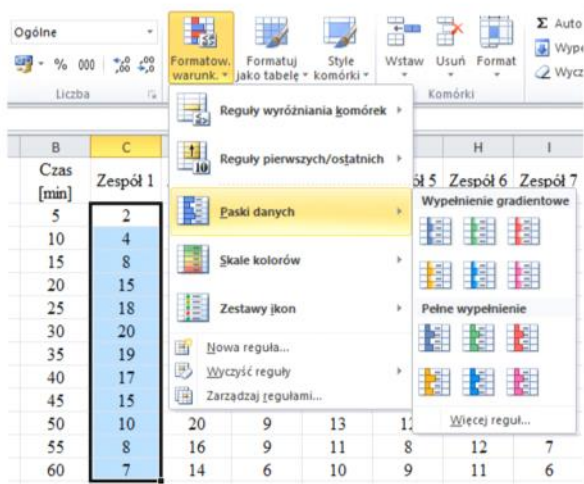 Ogólne
% 000 ,00 ,00
Liczba
Formatow. warunk.
Formatuj jako tabelę
Style komórki
Wstaw Usuń Format
Komórki
Σ Auto
Wype
Wycz
Reguły wyróżniania komórek
Reguły pierwszych/ostatnich
Paski danych
Skale kolorów
Zestawy ikon
Nowa reguła...
Wyczyść reguły
Zarządzaj regułami...
Wypełnienie gradientowe
Pełne wypełnienie
Więcej reguł...
B C H I
Czas [min] Zespół 1 ół 5 Zespół 6 Zespół 7
5 2
10 4
15 8
20 15
25 18
30 20
35 19
40 17
45 15
50 10 20 9 13 12
55 8 16 9 11 8 12 7
60 7 14 6 10 9 11 6